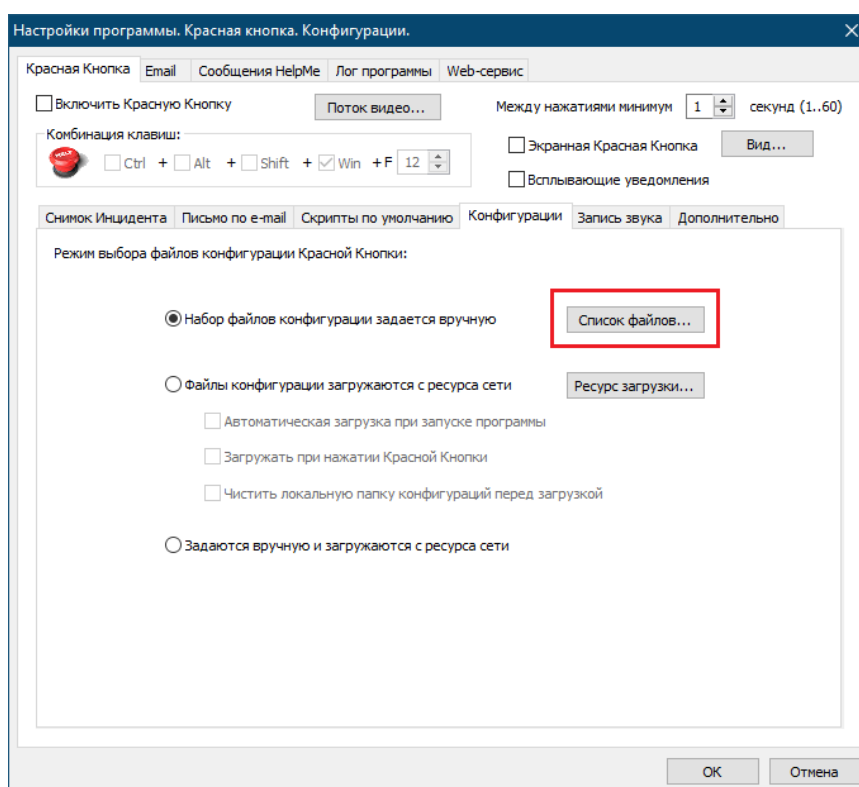 Настройки программы. Красная кнопка. Конфигурации.
Красная Кнопка Email Сообщения HelpMe Лог программы Web-сервис
Включить Красную Кнопку Поток видео... Между нажатиями минимум 1 секунд (1..60)
Комбинация клавиш:
Ctrl + Alt + Shift + Win + F 12
Экранная Красная Кнопка Вид...
Всплывающие уведомления
Снимок Инцидента Письмо по e-mail Скрипты по умолчанию Конфигурации Запись звука Дополнительно
Режим выбора файлов конфигурации Красной Кнопки:
Набор файлов конфигурации задается вручную Список файлов...
Файлы конфигурации загружаются с ресурса сети Ресурс загрузки...
Автоматическая загрузка при запуске программы
Загружать при нажатии Красной Кнопки
Чистить локальную папку конфигураций перед загрузкой
Задаются вручную и загружаются с ресурса сети
OK Отмена